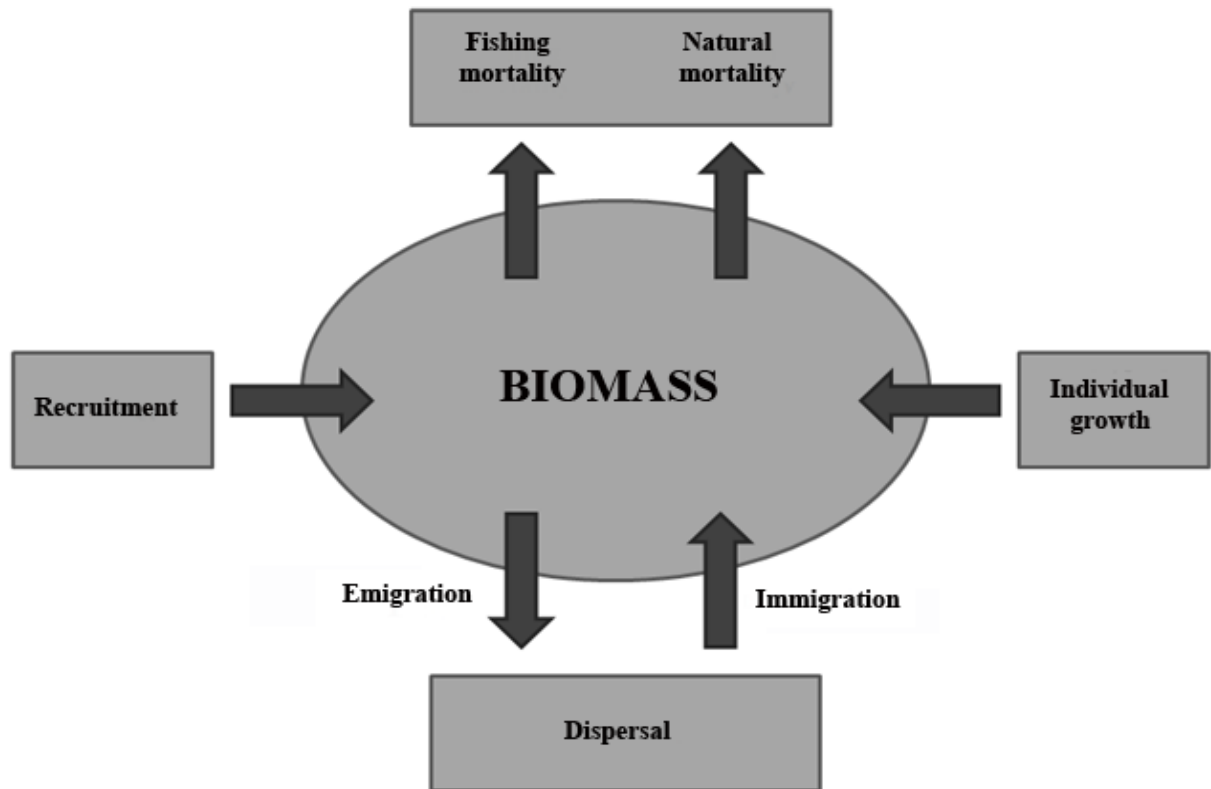 Fishing
mortality
Natural
mortality
BIOMASS
Recruitment
Individual
growth
Emigration
Immigration
Dispersal